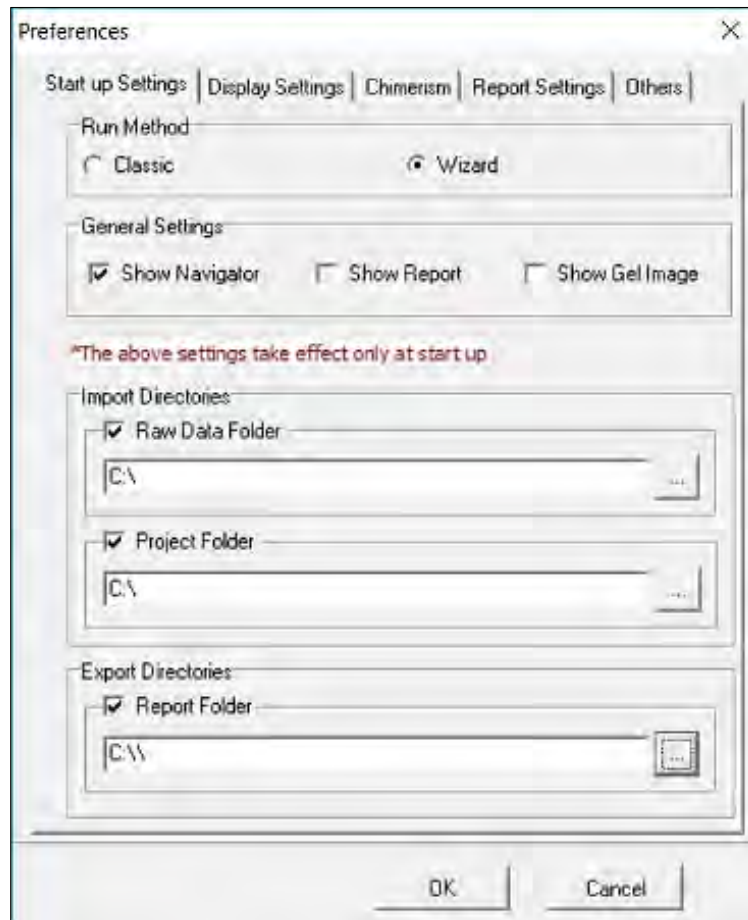 Preferences
Start up Settings Display Settings Chimerism Report Settings Others
Run Method
Classic Wizard
General Settings
Show Navigator Show Report Show Gel Image
*The above settings take effect only at start up
Import Directories
Raw Data Folder
C:\
...
Project Folder
C:\
...
Export Directories
Report Folder
C:\\
...
OK Cancel